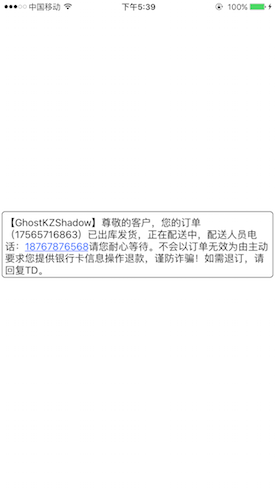 中国移动 下午5:39 100%
【GhostKZShadow】尊敬的客户，您的订单
（17565716863）已出库发货，正在配送中，配送人员电
话：18767876568请您耐心等待。不会以订单无效为由主动
要求您提供银行卡信息操作退款，谨防诈骗！如需退订，请
回复TD。